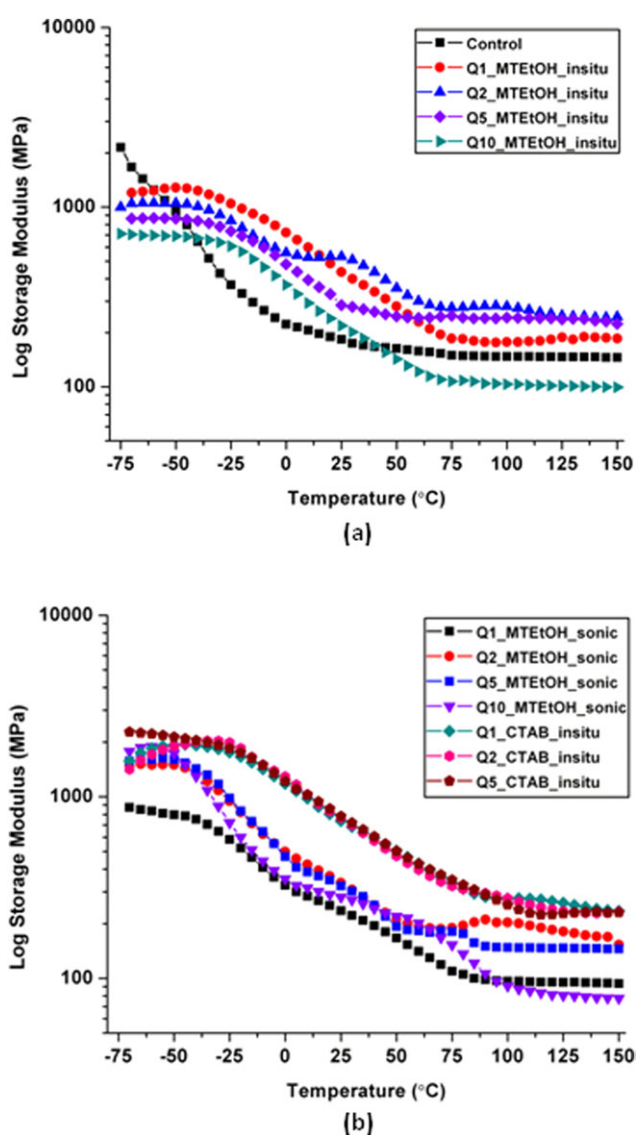 10000
1000
100
Log Storage Modulus (MPa)
Control
Q1_MTEtOH_insitu
Q2_MTEtOH_insitu
Q5_MTEtOH_insitu
Q10_MTEtOH_insitu
-75 -50 -25 0 25 50 75 100 125 150
Temperature (°C)
(a)
10000
1000
100
Log Storage Modulus (MPa)
Q1_MTEtOH_sonic
Q2_MTEtOH_sonic
Q5_MTEtOH_sonic
Q10_MTEtOH_sonic
Q1_CTAB_insitu
Q2_CTAB_insitu
Q5_CTAB_insitu
-75 -50 -25 0 25 50 75 100 125 150
Temperature (°C)
(b)